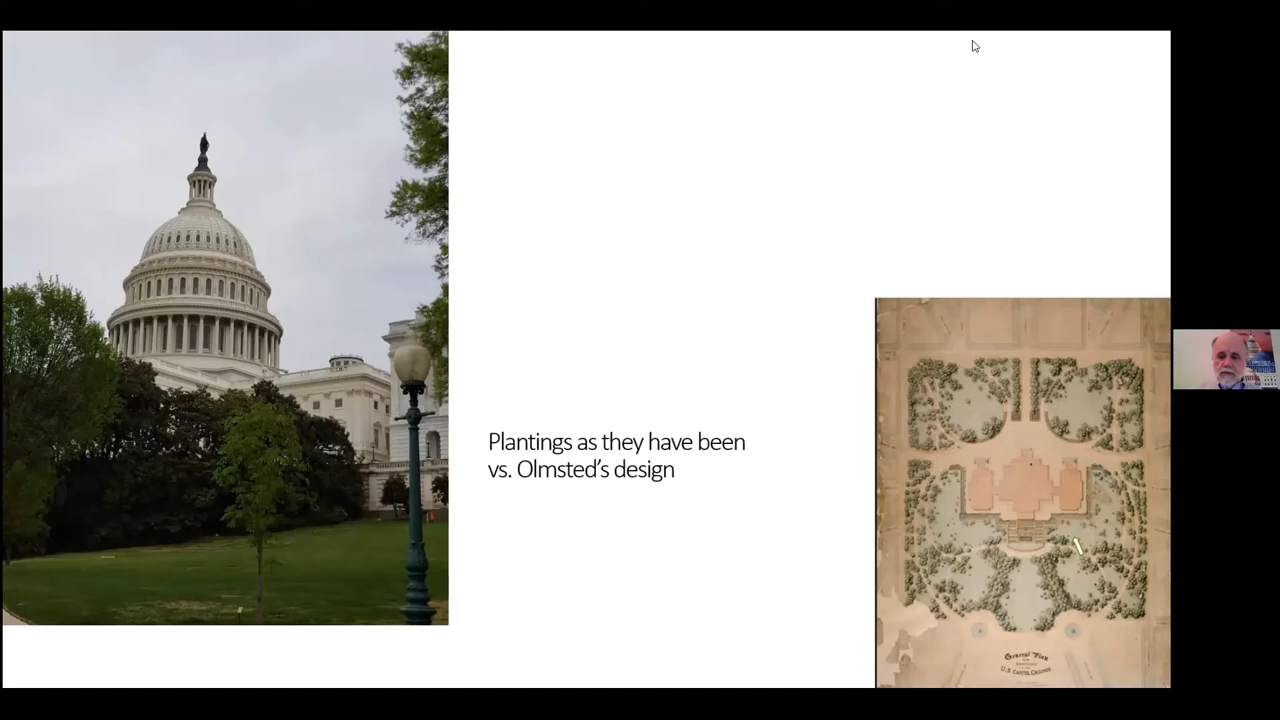 Plantings as they have been
vs. Olmsted's design
General Plan
U.S. CAPITOL GROUNDS.